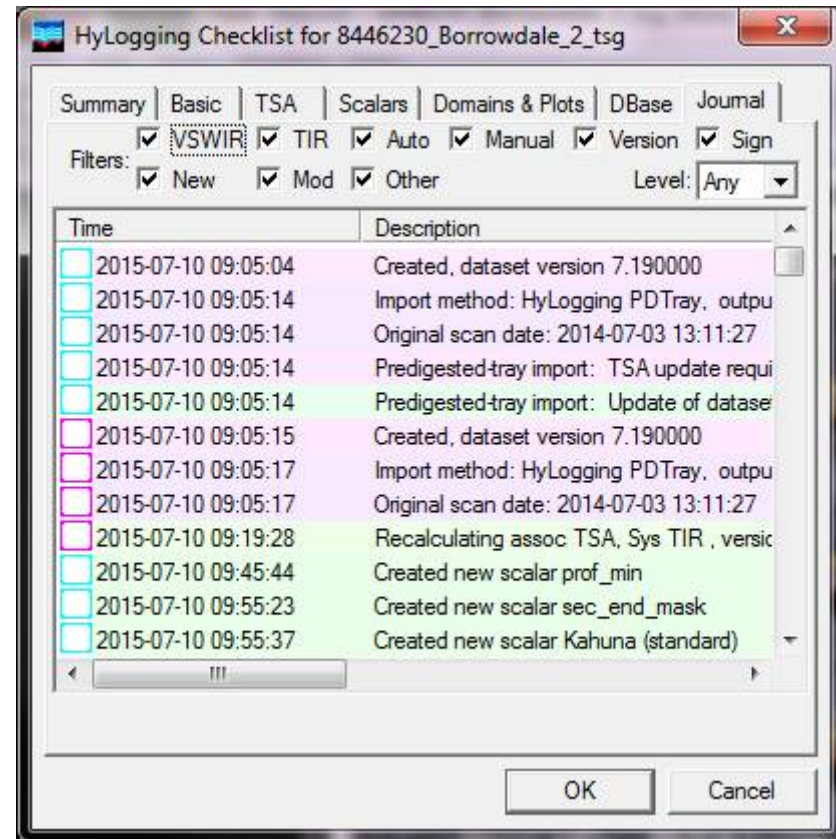 HyLogging Checklist for 8446230_Borrowdale_2_tsg
Summary Basic TSA Scalars Domains & Plots DBase Journal
Filters: VSWIR TIR Auto Manual Version Sign
New Mod Other Level: Any
Time Description
2015-07-10 09:05:04 Created, dataset version 7.190000
2015-07-10 09:05:14 Import method: HyLogging PDTray, outpu
2015-07-10 09:05:14 Original scan date: 2014-07-03 13:11:27
2015-07-10 09:05:14 Predigested-tray import: TSA update requi
2015-07-10 09:05:14 Predigested-tray import: Update of datase
2015-07-10 09:05:15 Created, dataset version 7.190000
2015-07-10 09:05:17 Import method: HyLogging PDTray, outpu
2015-07-10 09:05:17 Original scan date: 2014-07-03 13:11:27
2015-07-10 09:19:28 Recalculating assoc TSA, Sys TIR , versic
2015-07-10 09:45:44 Created new scalar prof_min
2015-07-10 09:55:23 Created new scalar sec_end_mask
2015-07-10 09:55:37 Created new scalar Kahuna (standard)
OK Cancel